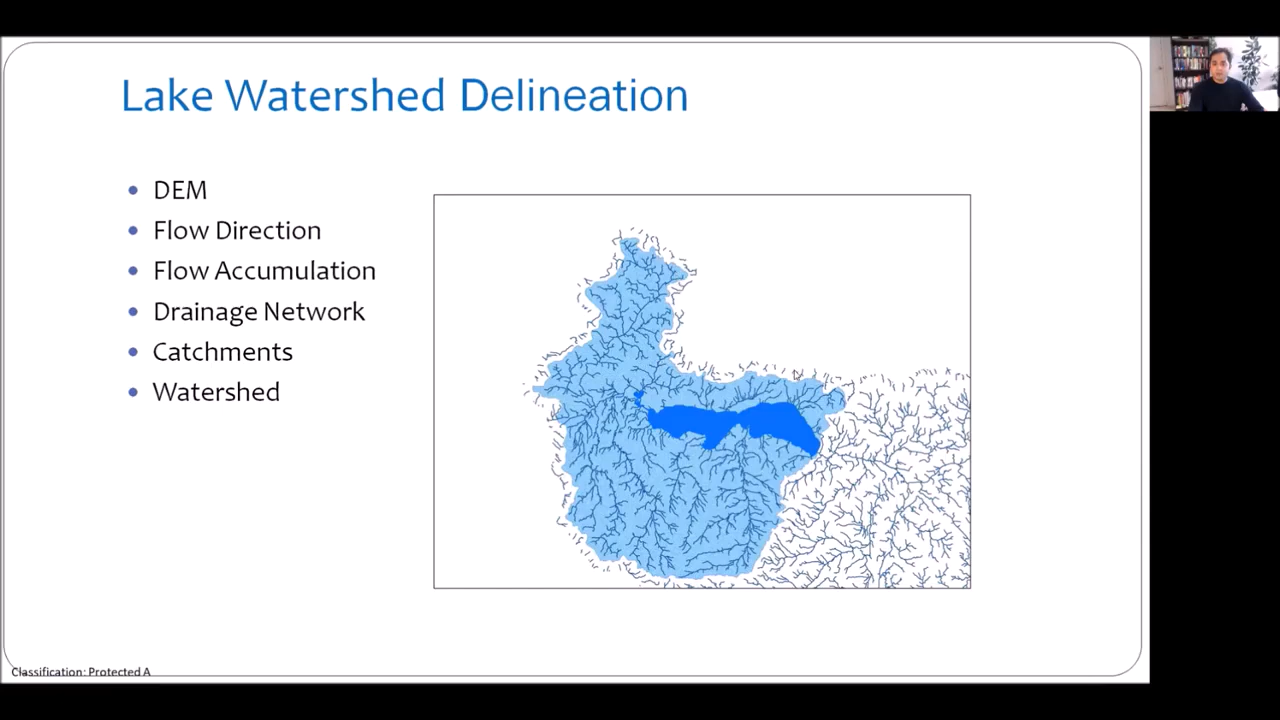 Lake Watershed Delineation
DEM
Flow Direction
Flow Accumulation
Drainage Network
Catchments
Watershed
Classification: Protected A